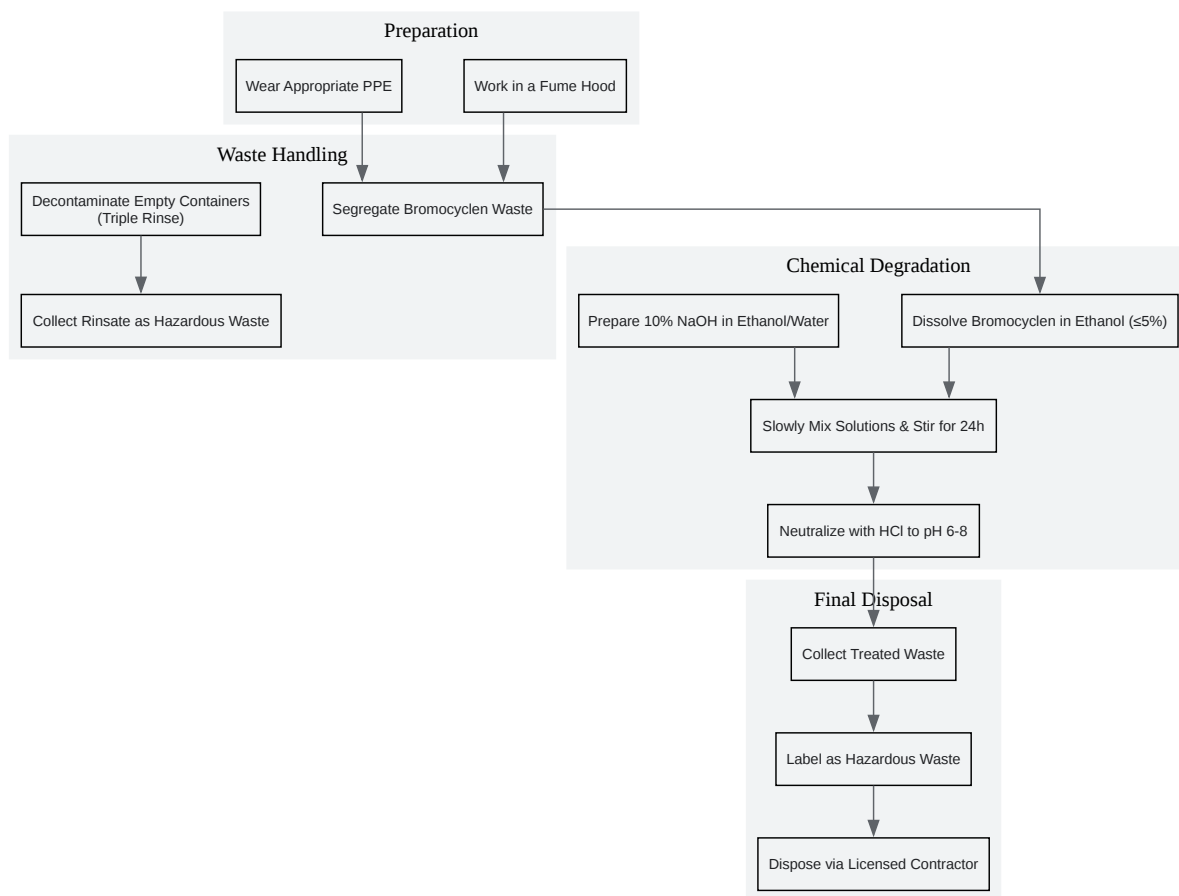 Preparation
Wear Appropriate PPE
Work in a Fume Hood
Waste Handling
Decontaminate Empty Containers
(Triple Rinse)
Segregate Bromocyclen Waste
Collect Rinsate as Hazardous Waste
Chemical Degradation
Prepare 10% NaOH in Ethanol/Water
Dissolve Bromocyclen in Ethanol (≤5%)
Slowly Mix Solutions & Stir for 24h
Neutralize with HCl to pH 6-8
Final Disposal
Collect Treated Waste
Label as Hazardous Waste
Dispose via Licensed Contractor